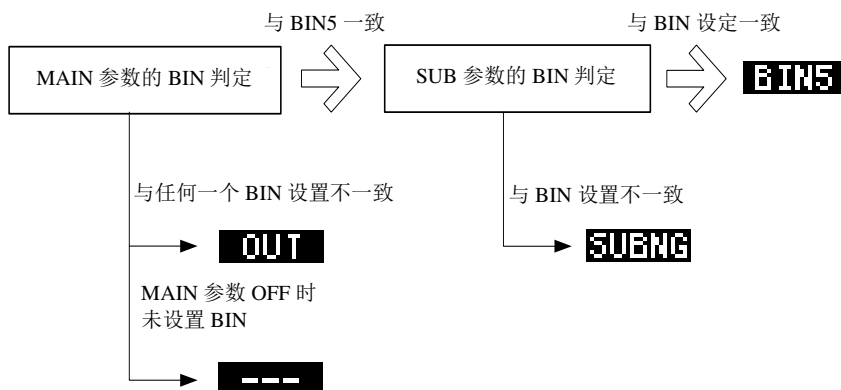 与 BIN5 一致
与 BIN 设定一致
MAIN 参数的 BIN 判定
SUB 参数的 BIN 判定
BIN5
与任何一个 BIN 设置不一致
与 BIN 设置不一致
OUT
SUBNG
MAIN 参数 OFF 时
未设置 BIN
---